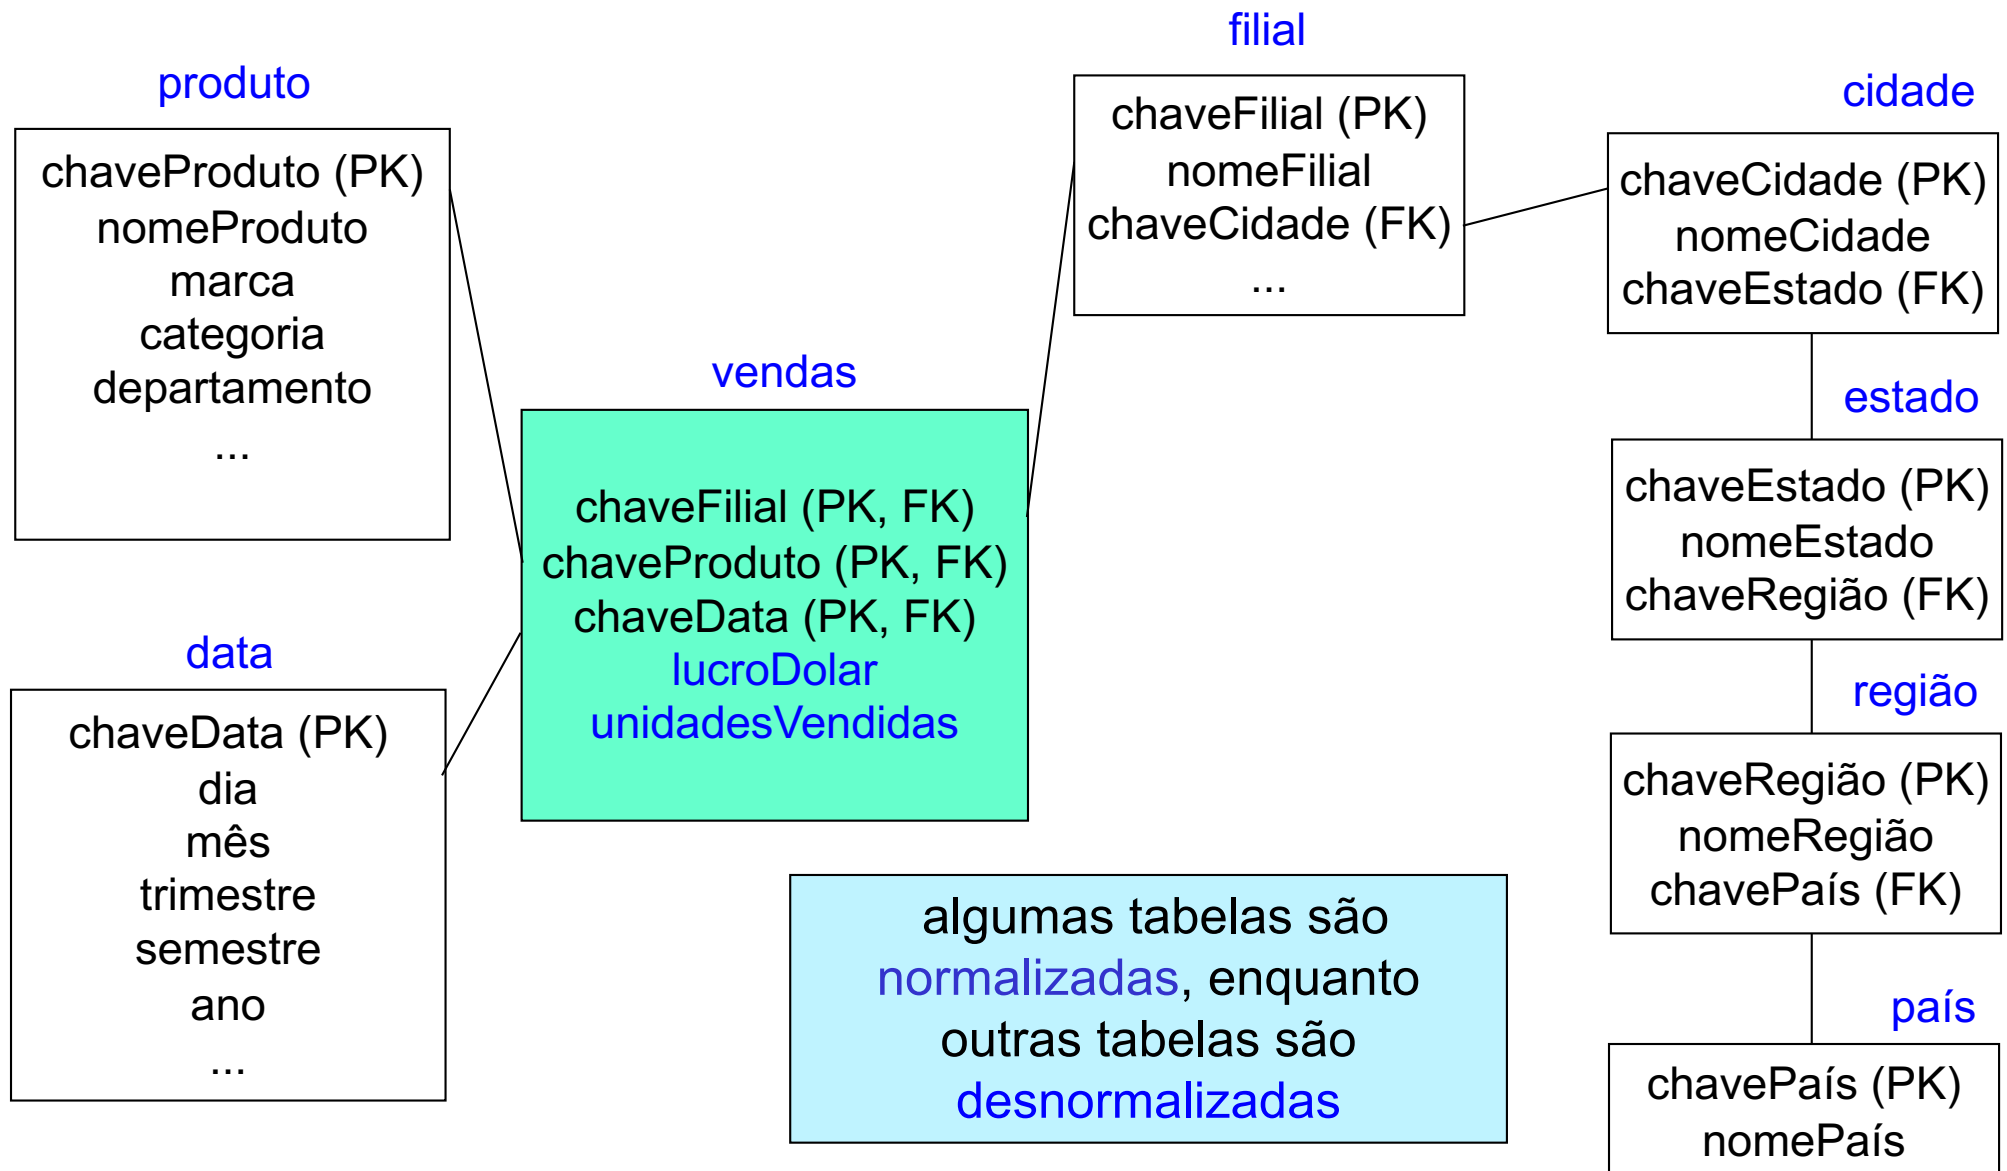 produto
chaveProduto (PK)
nomeProduto
marca
categoria
departamento
...
data
chaveData (PK)
dia
mês
trimestre
semestre
ano
...
vendas
chaveFilial (PK, FK)
chaveProduto (PK, FK)
chaveData (PK, FK)
lucroDolar
unidadesVendidas
filial
chaveFilial (PK)
nomeFilial
chaveCidade (FK)
...
cidade
chaveCidade (PK)
nomeCidade
chaveEstado (FK)
estado
chaveEstado (PK)
nomeEstado
chaveRegião (FK)
região
chaveRegião (PK)
nomeRegião
chavePaís (FK)
país
chavePaís (PK)
nomePaís
algumas tabelas são
normalizadas, enquanto
outras tabelas são
desnormalizadas